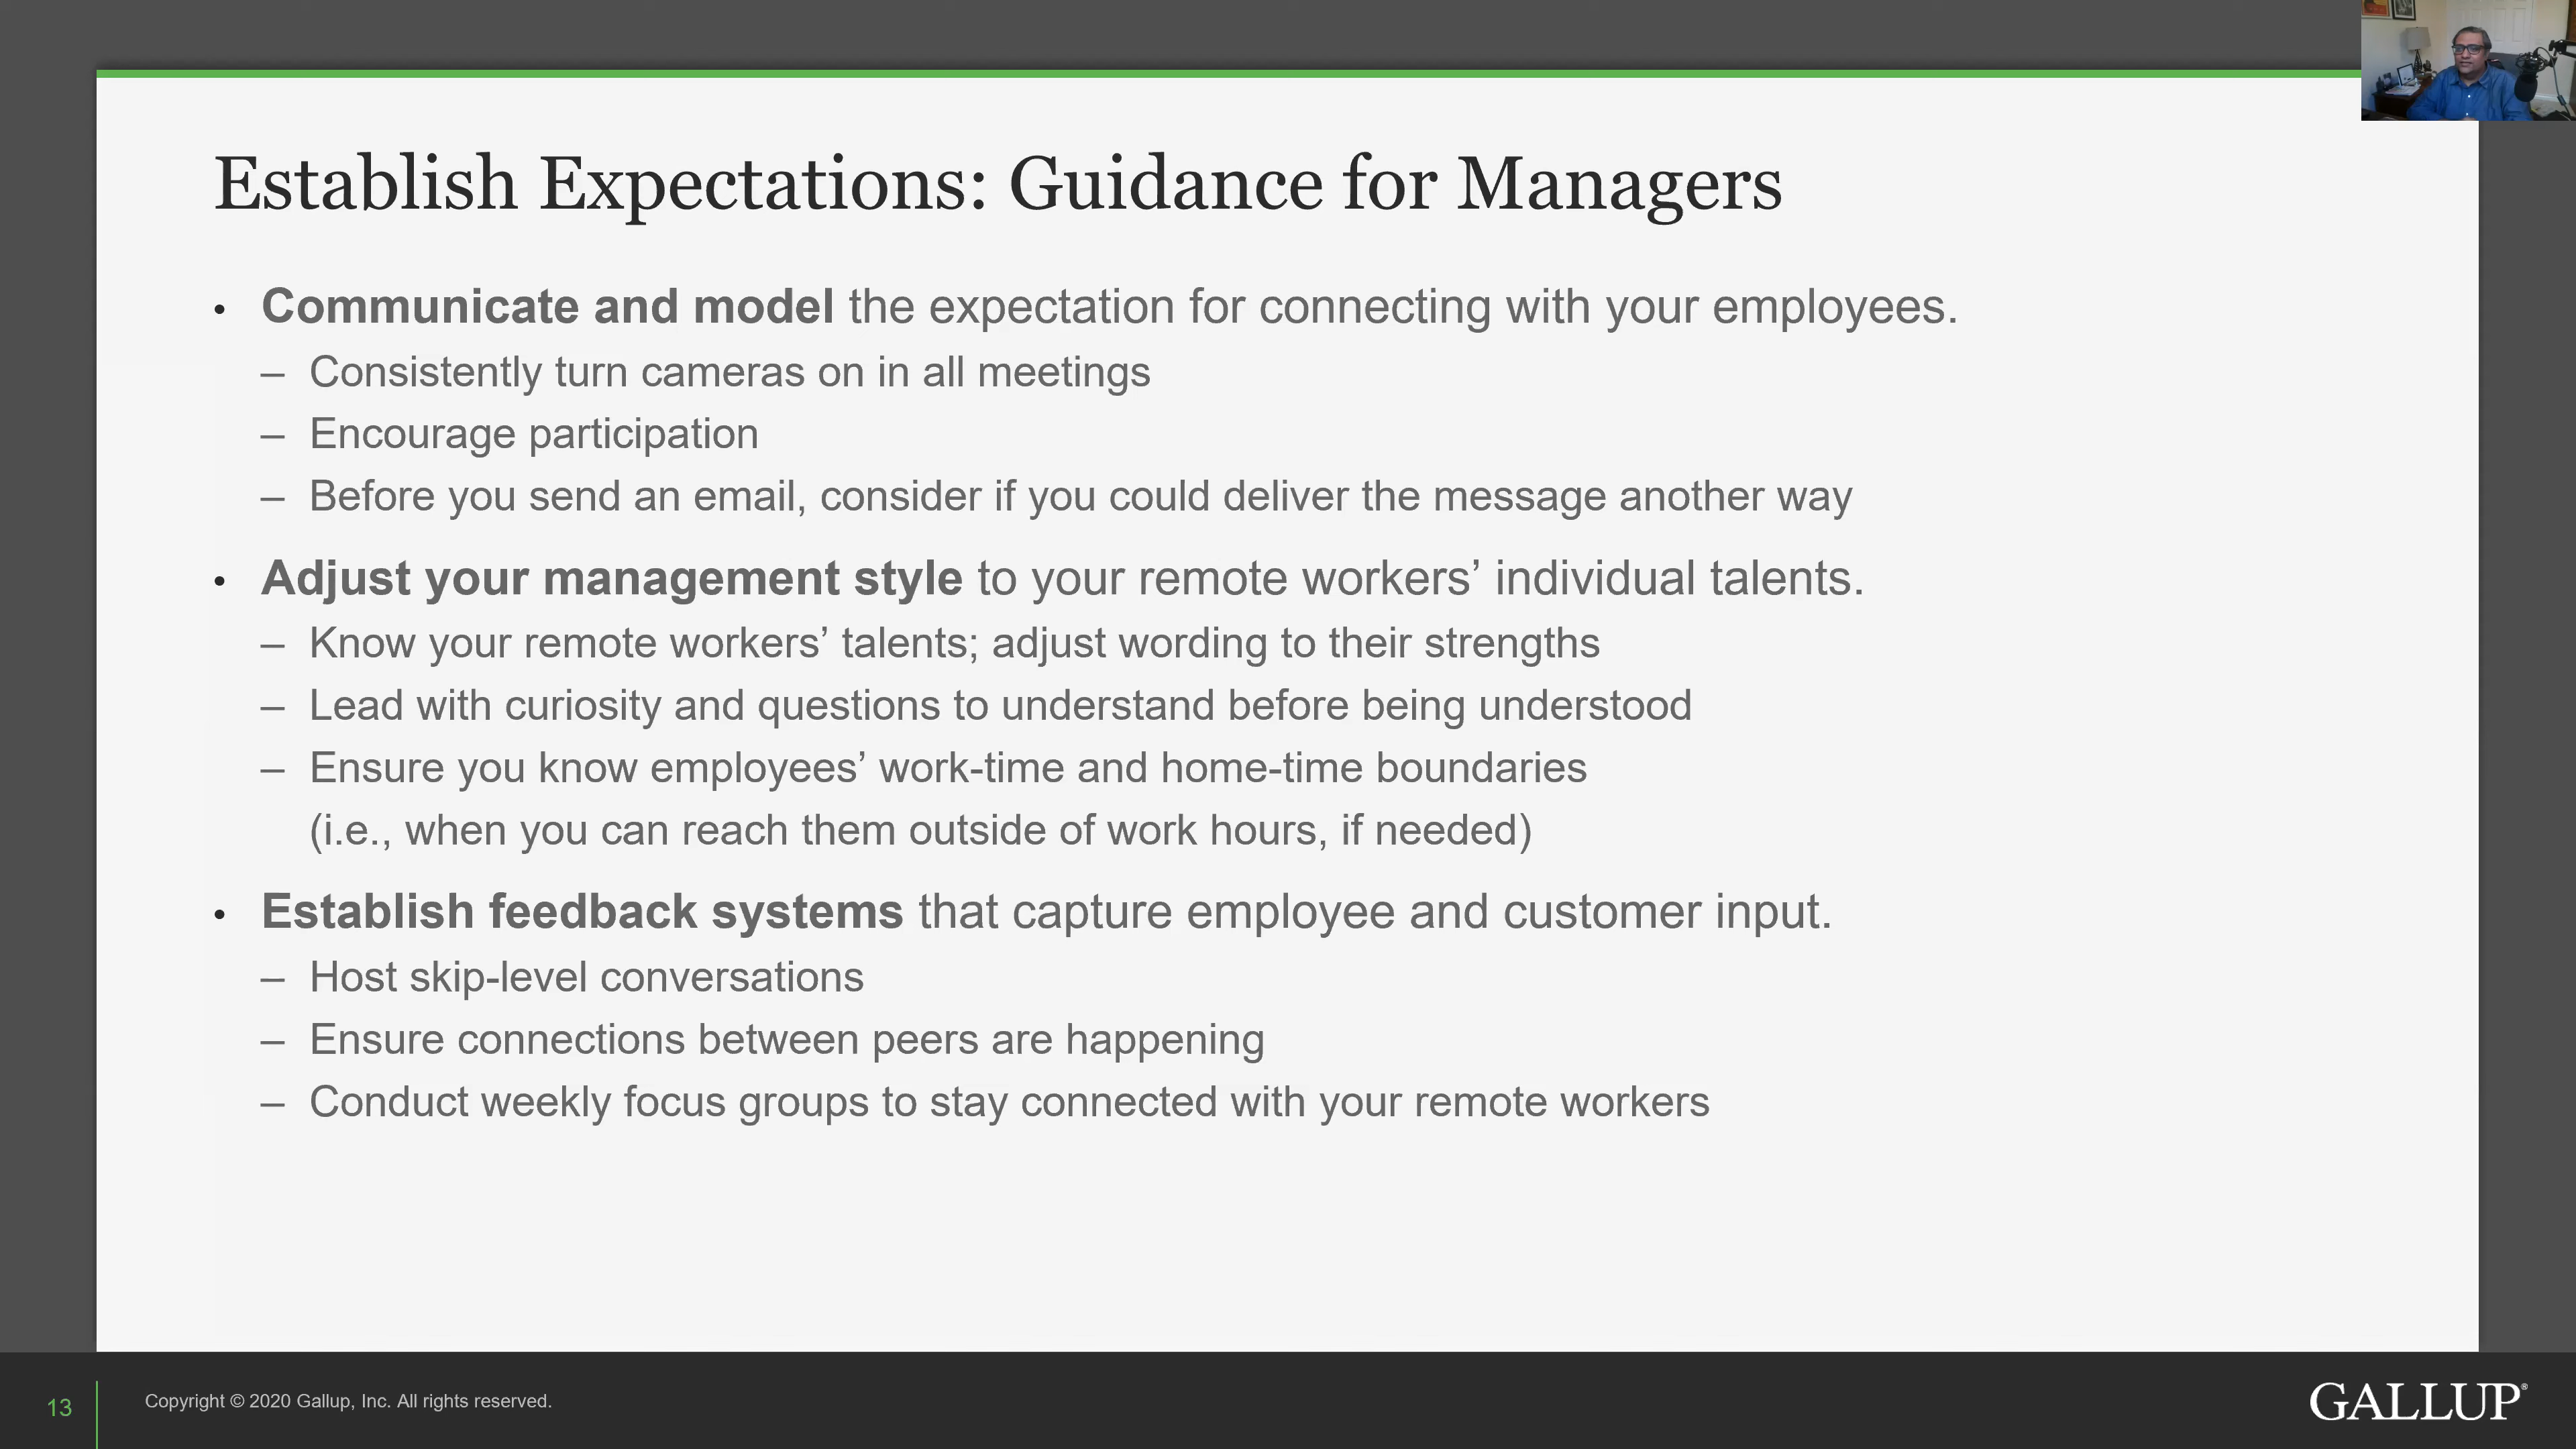 Establish Expectations: Guidance for Managers
• Communicate and model the expectation for connecting with your employees.
– Consistently turn cameras on in all meetings
– Encourage participation
– Before you send an email, consider if you could deliver the message another way
• Adjust your management style to your remote workers’ individual talents.
– Know your remote workers’ talents; adjust wording to their strengths
– Lead with curiosity and questions to understand before being understood
– Ensure you know employees’ work-time and home-time boundaries
(i.e., when you can reach them outside of work hours, if needed)
• Establish feedback systems that capture employee and customer input.
– Host skip-level conversations
– Ensure connections between peers are happening
– Conduct weekly focus groups to stay connected with your remote workers
13
Copyright © 2020 Gallup, Inc. All rights reserved.
GALLUP®